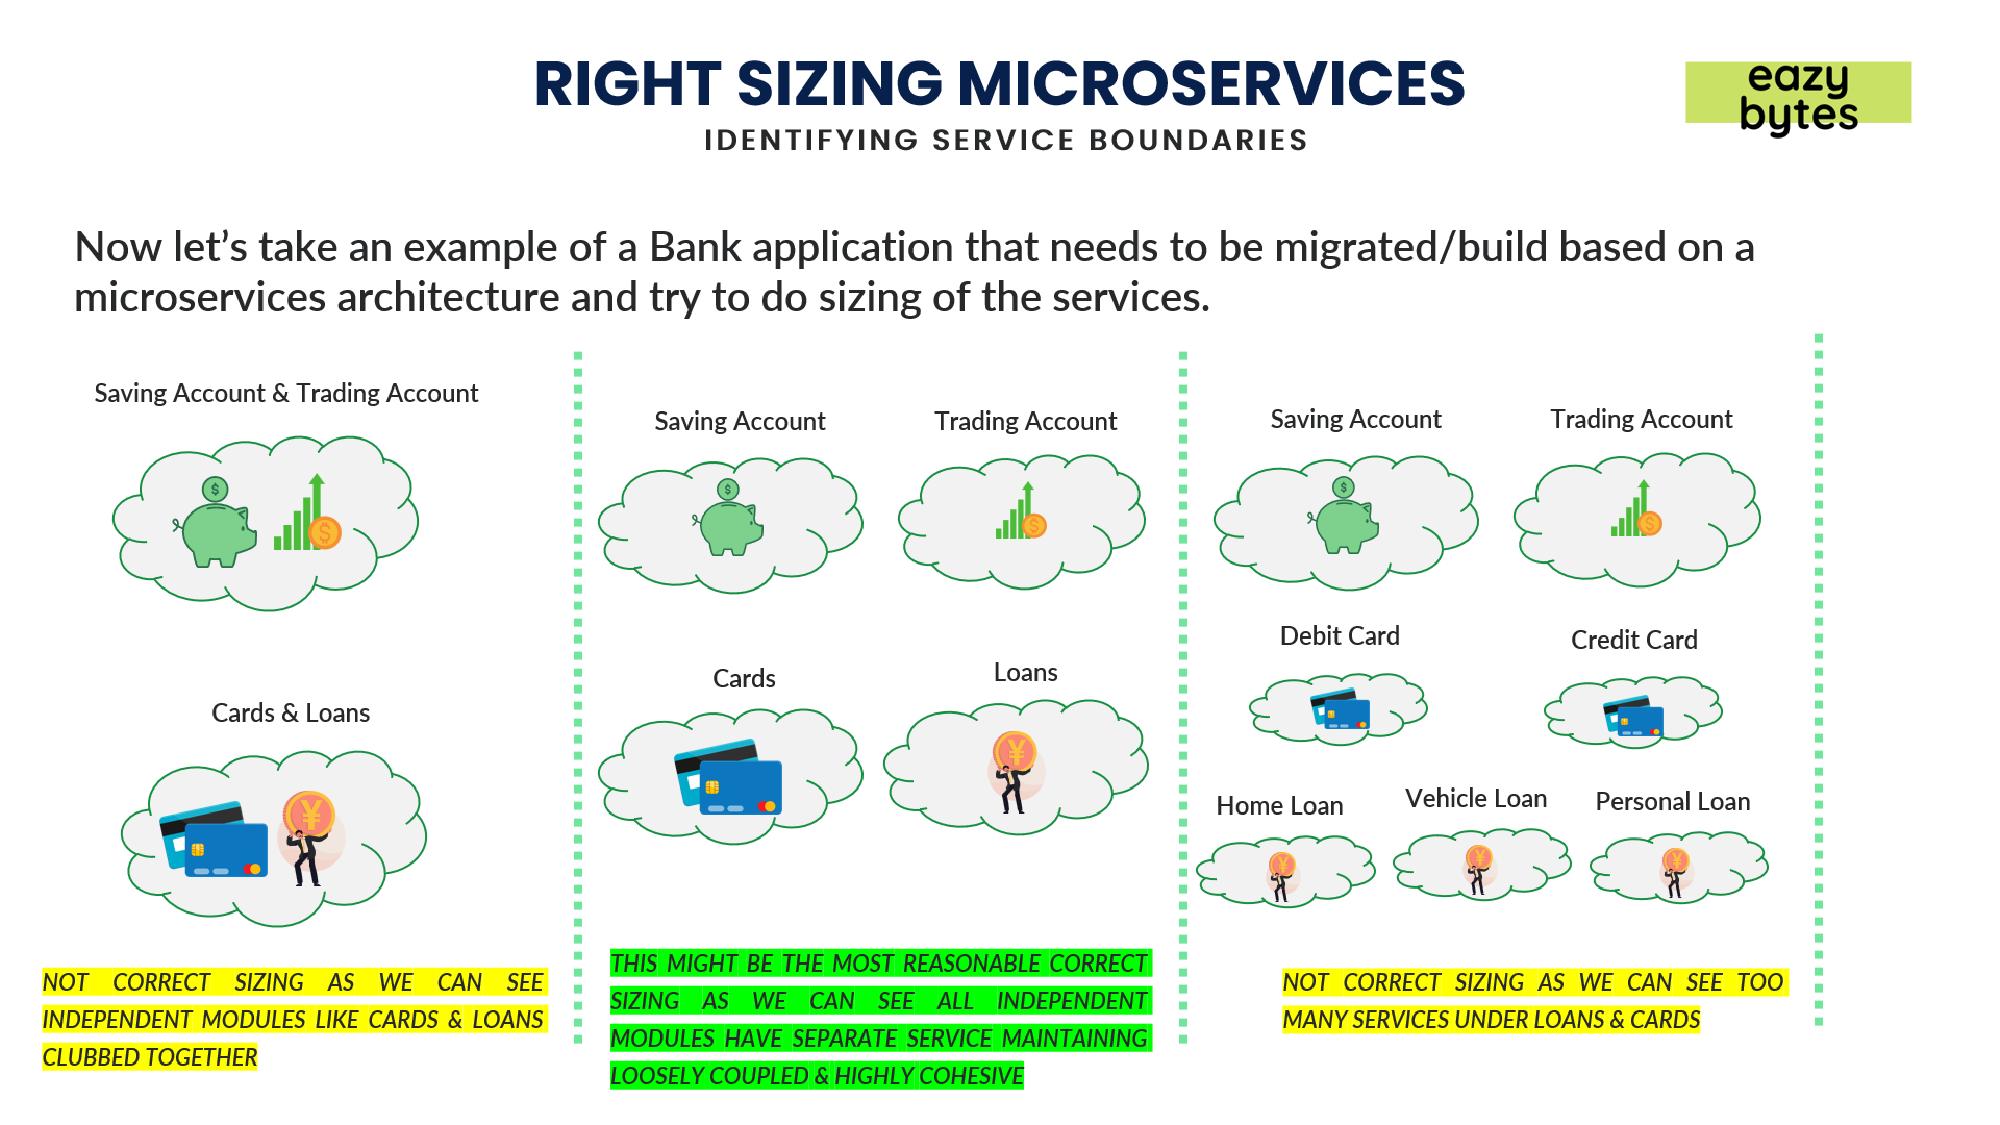 RIGHT SIZING MICROSERVICES
IDENTIFYING SERVICE BOUNDARIES
eazy
bytes
Now let’s take an example of a Bank application that needs to be migrated/build based on a
microservices architecture and try to do sizing of the services.
Saving Account & Trading Account
Cards & Loans
NOT CORRECT SIZING AS WE CAN SEE
INDEPENDENT MODULES LIKE CARDS & LOANS
CLUBBED TOGETHER
Saving Account
Trading Account
Cards
Loans
THIS MIGHT BE THE MOST REASONABLE CORRECT
SIZING AS WE CAN SEE ALL INDEPENDENT
MODULES HAVE SEPARATE SERVICE MAINTAINING
LOOSELY COUPLED & HIGHLY COHESIVE
Saving Account
Trading Account
Debit Card
Credit Card
Home Loan
Vehicle Loan
Personal Loan
NOT CORRECT SIZING AS WE CAN SEE TOO
MANY SERVICES UNDER LOANS & CARDS